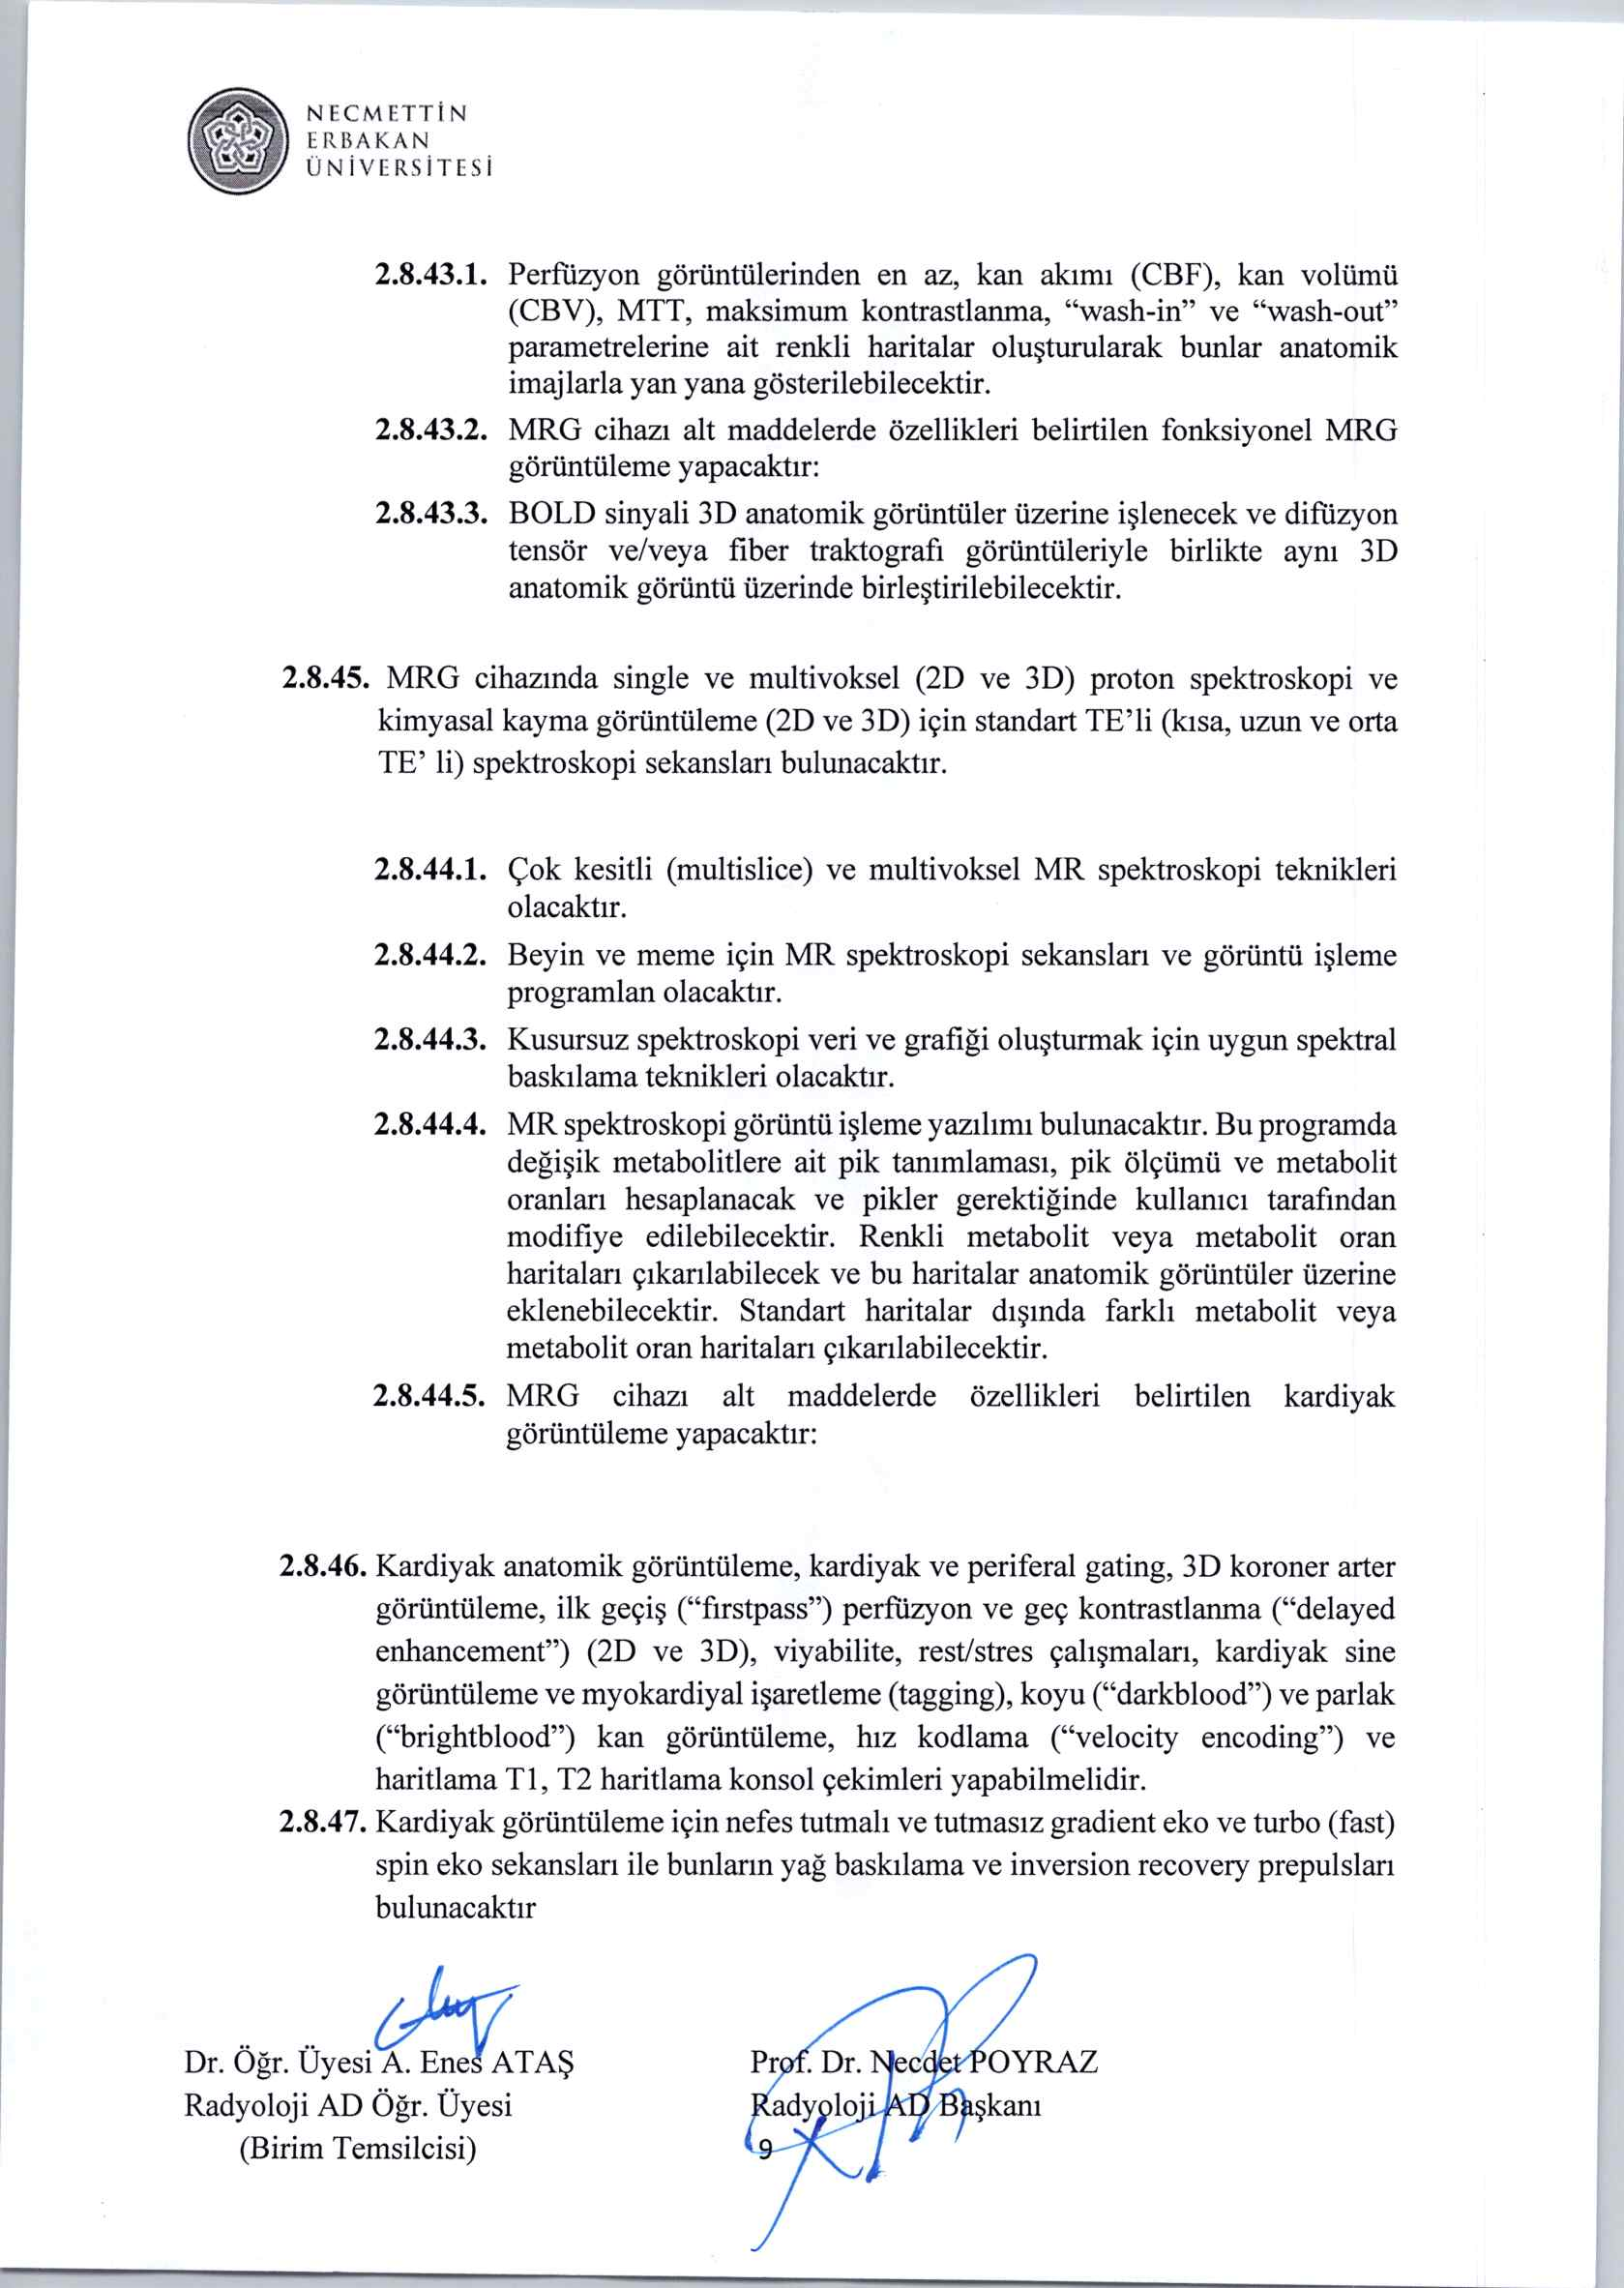 NECMETTİN
ERBAKAN
ÜNİVERSİTESİ
2.8.43.1. Perfüzyon görüntülerinden en az, kan akımı (CBF), kan volümü
(CBV), MTT, maksimum kontrastlanma, “wash-in” ve “wash-out”
parametrelerine ait renkli haritalar oluşturularak bunlar anatomik
imajlarla yan yana gösterilebilecektir.
2.8.43.2. MRG cihazı alt maddelerde özellikleri belirtilen fonksiyonel MRG
görüntüleme yapacaktır:
2.8.43.3. BOLD sinyali 3D anatomik görüntüler üzerine işlenecek ve difüzyon
tensör ve/veya fiber traktografi görüntüleriyle birlikte aynı 3D
anatomik görüntü üzerinde birleştirilebilecektir.
2.8.45. MRG cihazında single ve multivoksel (2D ve 3D) proton spektroskopi ve
kimyasal kayma görüntüleme (2D ve 3D) için standart TE’li (kısa, uzun ve orta
TE’ li) spektroskopi sekansları bulunacaktır.
2.8.44.1. Çok kesitli (multislice) ve multivoksel MR spektroskopi teknikleri
olacaktır.
2.8.44.2. Beyin ve meme için MR spektroskopi sekansları ve görüntü işleme
programlan olacaktır.
2.8.44.3. Kusursuz spektroskopi veri ve grafiği oluşturmak için uygun spektral
baskılama teknikleri olacaktır.
2.8.44.4. MR spektroskopi görüntü işleme yazılımı bulunacaktır. Bu programda
değişik metabolitlere ait pik tanımlaması, pik ölçümü ve metabolit
oranları hesaplanacak ve pikler gerektiğinde kullanıcı tarafından
modifiye edilebilecektir. Renkli metabolit veya metabolit oran
haritaları çıkarılabilecek ve bu haritalar anatomik görüntüler üzerine
eklenebilecektir. Standart haritalar dışında farklı metabolit veya
metabolit oran haritaları çıkarılabilecektir.
2.8.44.5. MRG cihazı alt maddelerde özellikleri belirtilen kardiyak
görüntüleme yapacaktır:
2.8.46. Kardiyak anatomik görüntüleme, kardiyak ve periferal gating, 3D koroner arter
görüntüleme, ilk geçiş (“fırstpass”) perfüzyon ve geç kontrastlanma (“delayed
enhancement”) (2D ve 3D), viyabilite, rest/stres çalışmaları, kardiyak sine
görüntüleme ve myokardiyal işaretleme (tagging), koyu (“darkblood”) ve parlak
(“brightblood”) kan görüntüleme, hız kodlama (“velocity encoding”) ve
haritlama T1, T2 haritlama konsol çekimleri yapabilmelidir.
2.8.47. Kardiyak görüntüleme için nefes tutmalı ve tutmasız gradient eko ve turbo (fast)
spin eko sekansları ile bunların yağ baskılama ve inversion recovery prepulsları
bulunacaktır
Dr. Öğr. Üyesi A. Enes ATAŞ
Radyoloji AD Öğr. Üyesi
(Birim Temsilcisi)
Prof. Dr. Necdet POYRAZ
Radyoloji AD Başkanı
9